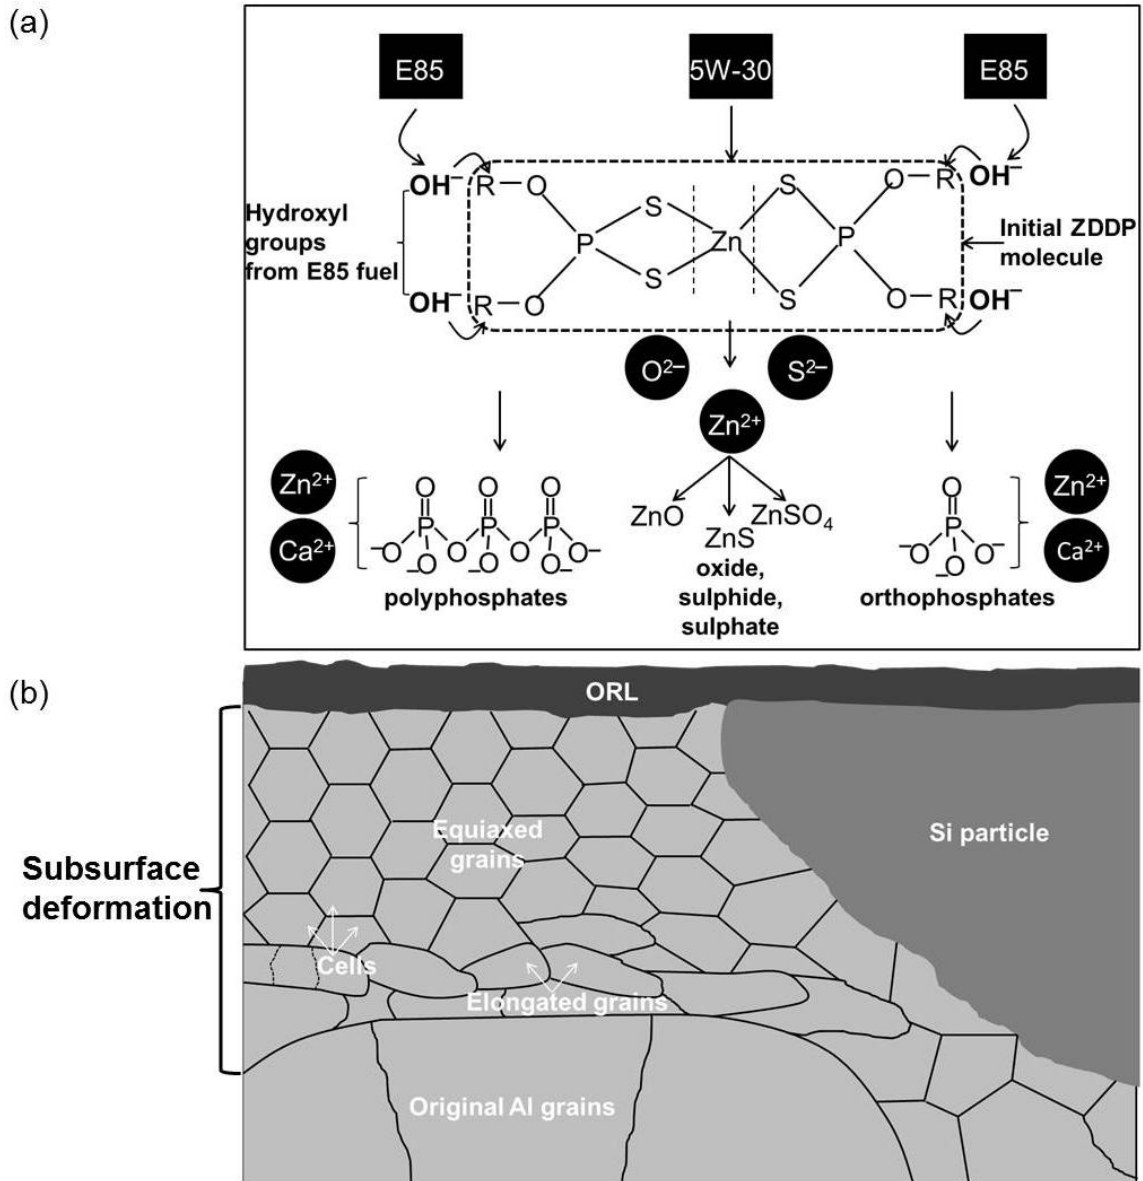 (a)
E85
5W-30
E85
OH⁻
R
O
S
S
O
R
OH⁻
Hydroxyl
groups
from E85 fuel
P
Zn
P
Initial ZDDP
molecule
OH⁻
R
O
S
S
O
R
OH⁻
O²⁻
S²⁻
Zn²⁺
Zn²⁺
Ca²⁺
O
O
O
P
P
P
⁻O
O
O
O⁻
⁻O
⁻O
O⁻
polyphosphates
ZnO
ZnS
ZnSO₄
oxide,
sulphide,
sulphate
O
P
⁻O
O⁻
⁻O
orthophosphates
Zn²⁺
Ca²⁺
(b)
ORL
Subsurface
deformation
Equiaxed
grains
Si particle
Cells
Elongated grains
Original Al grains